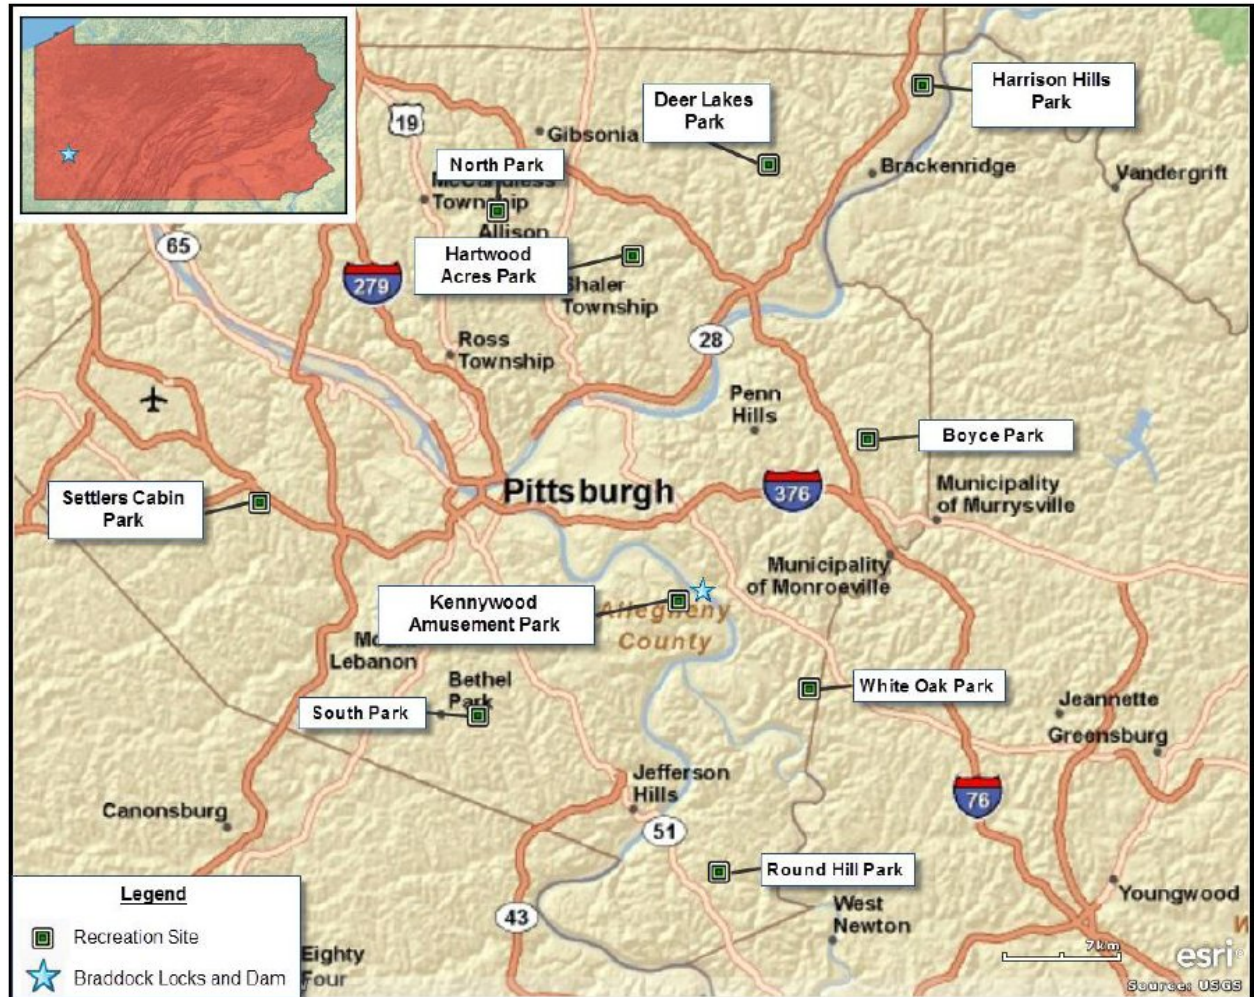 Harrison Hills
Park
Deer Lakes
Park
19
Gibsonia
North Park
Brackenridge
Vandergrift
McCandless
Township
Allison
65
Hartwood
Acres Park
279
Shaler
Township
28
Ross
Township
Penn
Hills
Boyce Park
Settlers Cabin
Park
Pittsburgh
376
Municipality
of Murrysville
Municipality
of Monroeville
Kennywood
Amusement Park
Allegheny
County
Lebanon
Bethel
Park
White Oak Park
South Park
Jeannette
Greensburg
Jefferson
Hills
76
Canonsburg
51
Round Hill Park
Youngwood
Legend
Recreation Site
Braddock Locks and Dam
43
West
Newton
Eighty
Four
7km
esri
Source: USGS